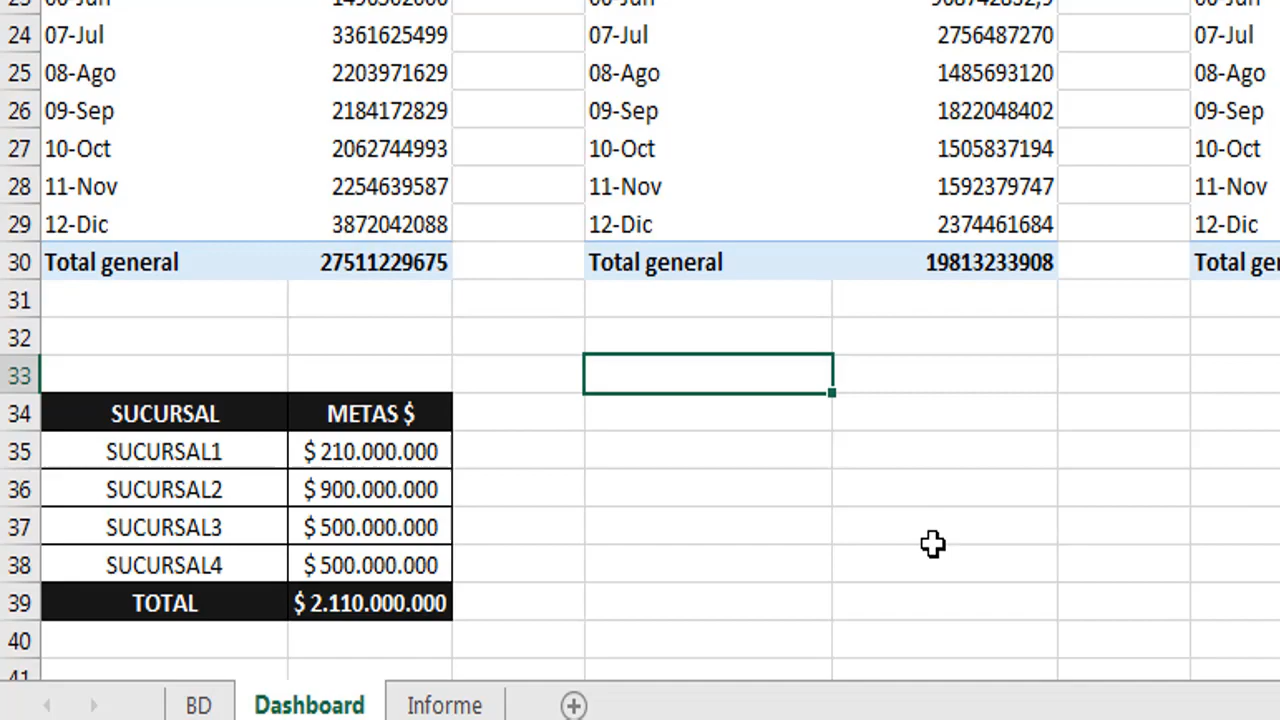 24 07-Jul 3361625499 07-Jul 2756487270 07-Jul
25 08-Ago 2203971629 08-Ago 1485693120 08-Ago
26 09-Sep 2184172829 09-Sep 1822048402 09-Sep
27 10-Oct 2062744993 10-Oct 1505837194 10-Oct
28 11-Nov 2254639587 11-Nov 1592379747 11-Nov
29 12-Dic 3872042088 12-Dic 2374461684 12-Dic
30 Total general 27511229675 Total general 19813233908 Total ge
31
32
33
34 SUCURSAL METAS $
35 SUCURSAL1 $ 210.000.000
36 SUCURSAL2 $ 900.000.000
37 SUCURSAL3 $ 500.000.000
38 SUCURSAL4 $ 500.000.000
39 TOTAL $ 2.110.000.000
40
41
BD Dashboard Informe